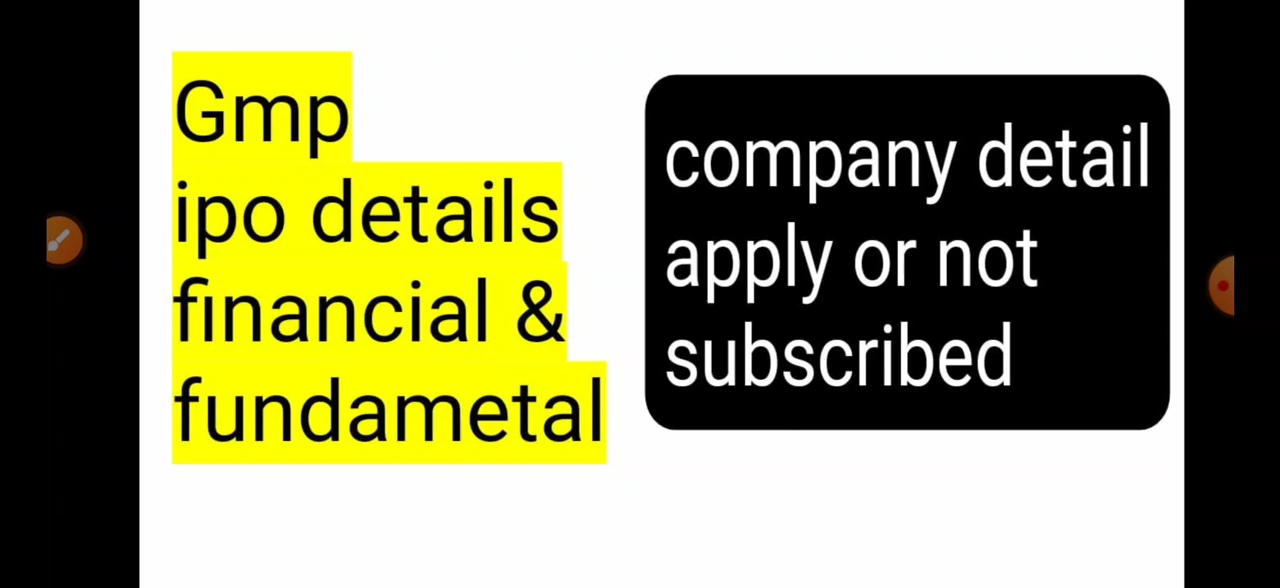 Gmp
ipo details
financial &
fundametal
company detail
apply or not
subscribed